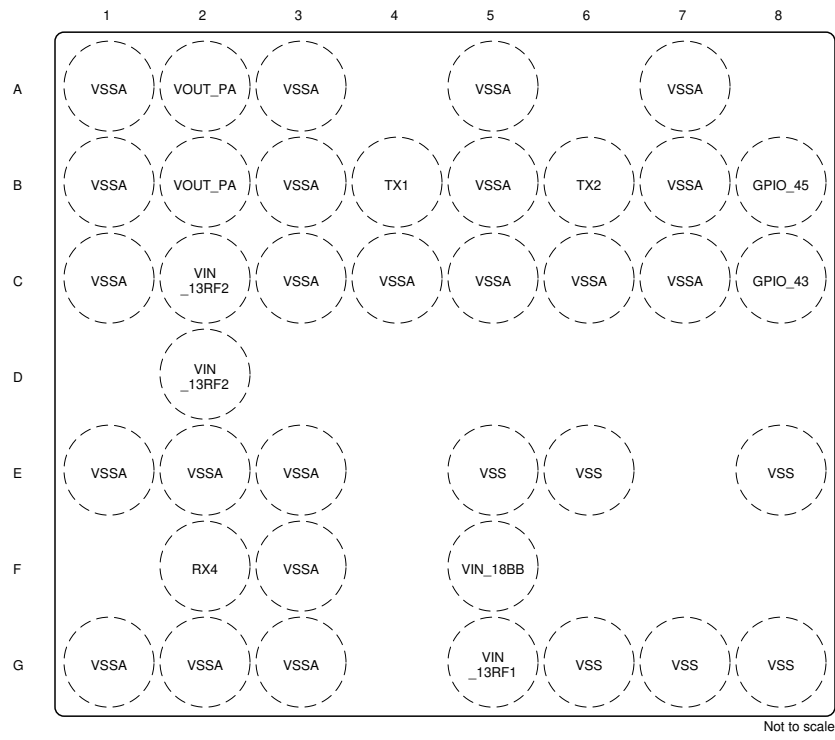 1 2 3 4 5 6 7 8
A VSSA VOUT_PA VSSA VSSA VSSA
B VSSA VOUT_PA VSSA TX1 VSSA TX2 VSSA GPIO_45
C VSSA VIN _13RF2 VSSA VSSA VSSA VSSA VSSA GPIO_43
D VIN _13RF2
E VSSA VSSA VSSA VSS VSS VSS
F RX4 VSSA VIN_18BB
G VSSA VSSA VSSA VIN _13RF1 VSS VSS VSS
Not to scale